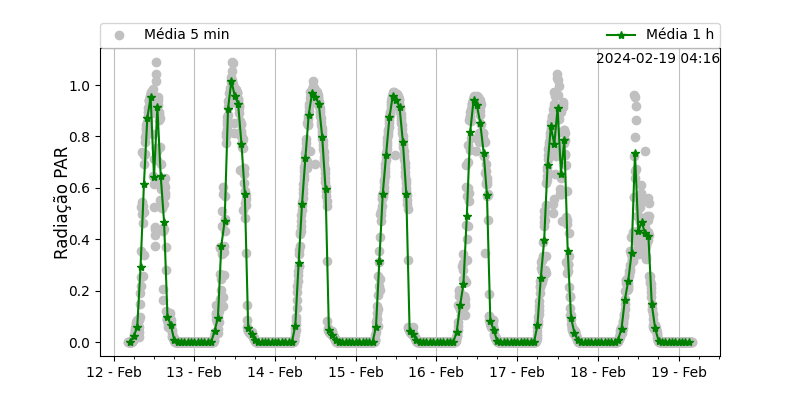 Média 5 min
Média 1 h
2024-02-19 04:16
Radiação PAR
1.0
0.8
0.6
0.4
0.2
0.0
12 - Feb
13 - Feb
14 - Feb
15 - Feb
16 - Feb
17 - Feb
18 - Feb
19 - Feb